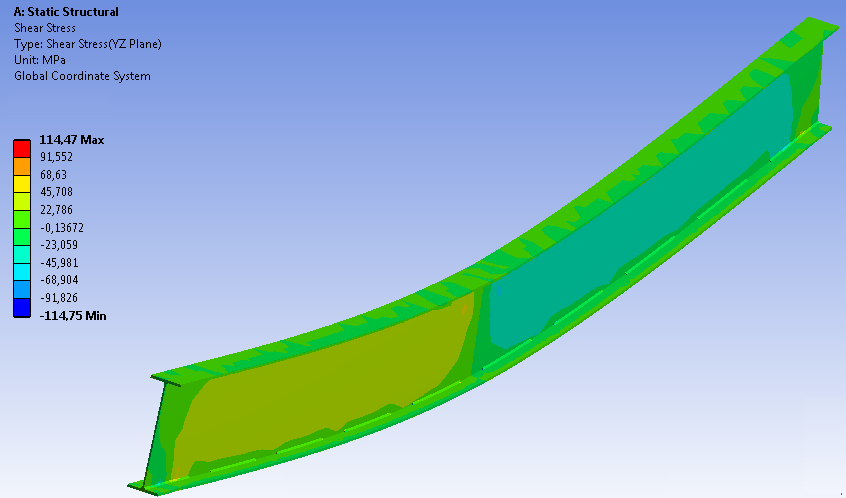 A: Static Structural
Shear Stress
Type: Shear Stress(YZ Plane)
Unit: MPa
Global Coordinate System
114,47 Max
91,552
68,63
45,708
22,786
-0,13672
-23,059
-45,981
-68,904
-91,826
-114,75 Min